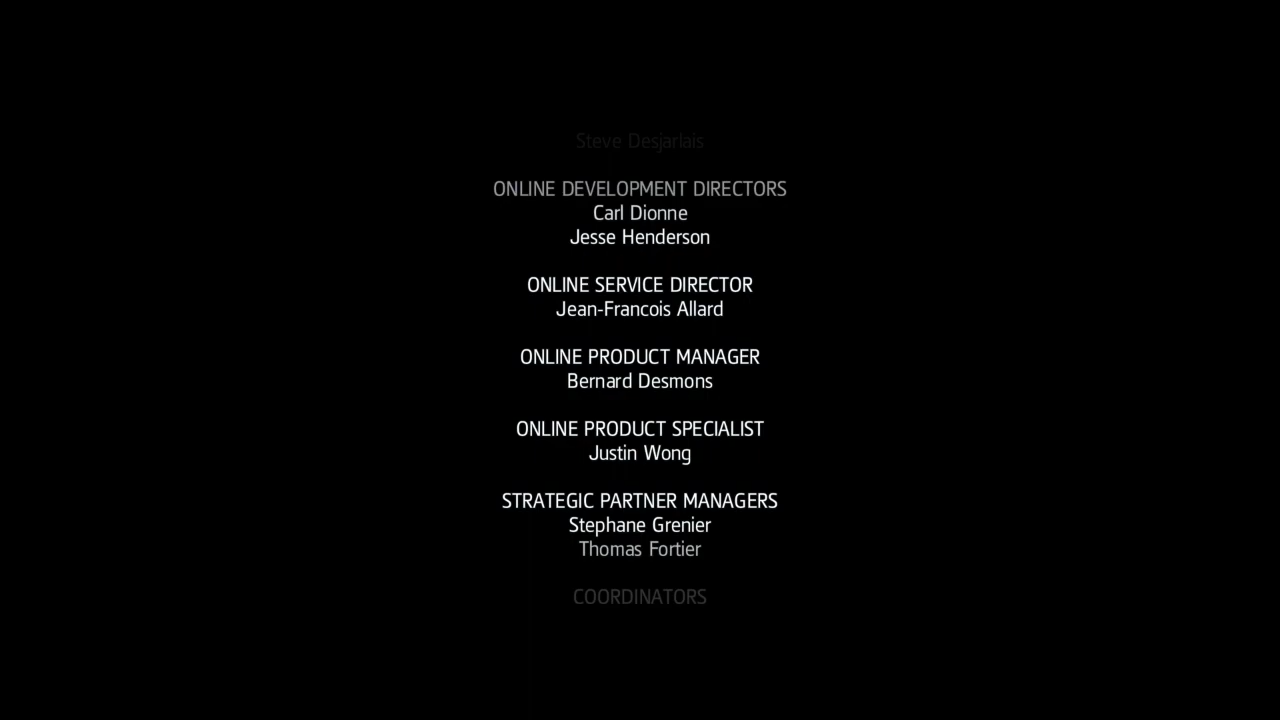 Steve Desjarlais
ONLINE DEVELOPMENT DIRECTORS
Carl Dionne
Jesse Henderson
ONLINE SERVICE DIRECTOR
Jean-Francois Allard
ONLINE PRODUCT MANAGER
Bernard Desmons
ONLINE PRODUCT SPECIALIST
Justin Wong
STRATEGIC PARTNER MANAGERS
Stephane Grenier
Thomas Fortier
COORDINATORS